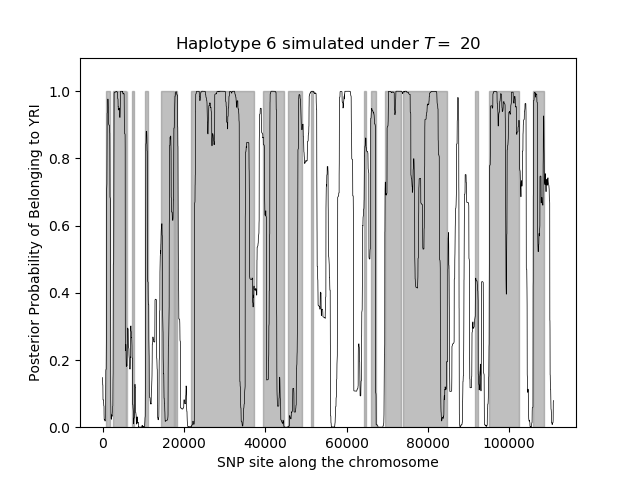 Haplotype 6 simulated under T = 20
1.0
0.8
0.6
0.4
0.2
0.0
Posterior Probability of Belonging to YRI
0 20000 40000 60000 80000 100000
SNP site along the chromosome